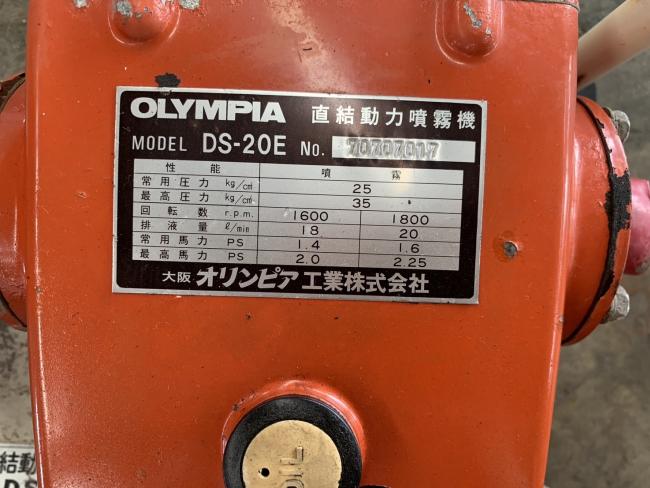 OLYMPIA 直結動力噴霧機
MODEL DS-20E No. 70707017
性能 噴霧
常用圧力 kg/cm² 25
最高圧力 kg/cm² 35
回転数 r.p.m. 1600 1800
排液量 ℓ/min 18 20
常用馬力 PS 1.4 1.6
最高馬力 PS 2.0 2.25
大阪 オリンピア工業株式会社
OIL
結動
DS